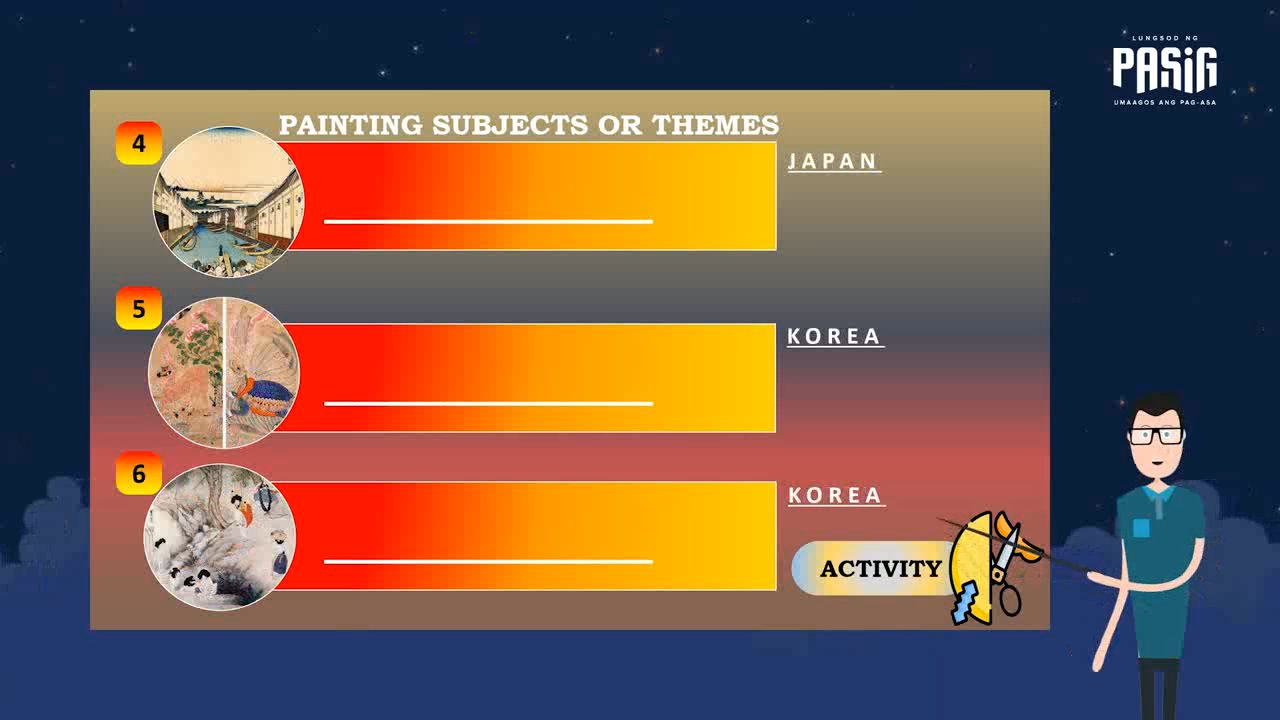 LUNGSOD NG
PASIG
UMAAGOS ANG PAG-ASA
PAINTING SUBJECTS OR THEMES
4
JAPAN
5
KOREA
6
KOREA
ACTIVITY